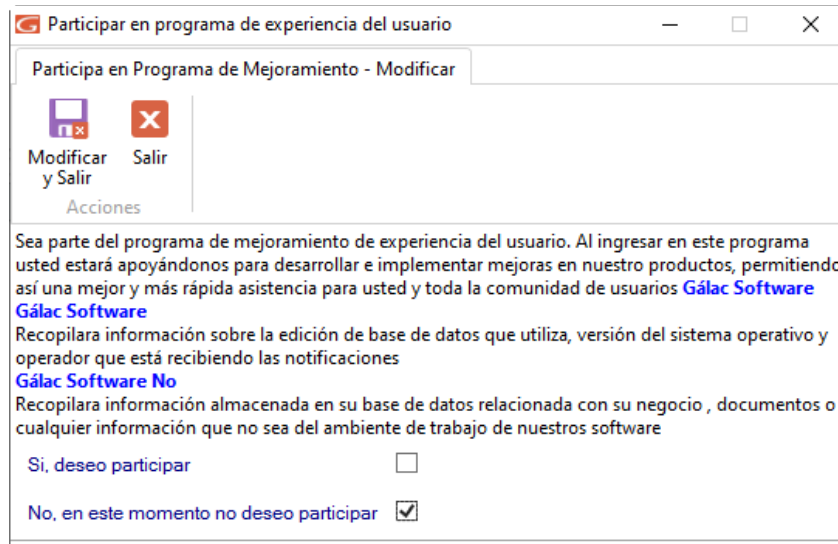 Participar en programa de experiencia del usuario
Participa en Programa de Mejoramiento - Modificar
Modificar y Salir
Salir
Acciones
Sea parte del programa de mejoramiento de experiencia del usuario. Al ingresar en este programa
usted estará apoyándonos para desarrollar e implementar mejoras en nuestro productos, permitiendo
así una mejor y más rápida asistencia para usted y toda la comunidad de usuarios Gálac Software
Gálac Software
Recopilara información sobre la edición de base de datos que utiliza, versión del sistema operativo y
operador que está recibiendo las notificaciones
Gálac Software No
Recopilara información almacenada en su base de datos relacionada con su negocio , documentos o
cualquier información que no sea del ambiente de trabajo de nuestros software
Si, deseo participar
No, en este momento no deseo participar